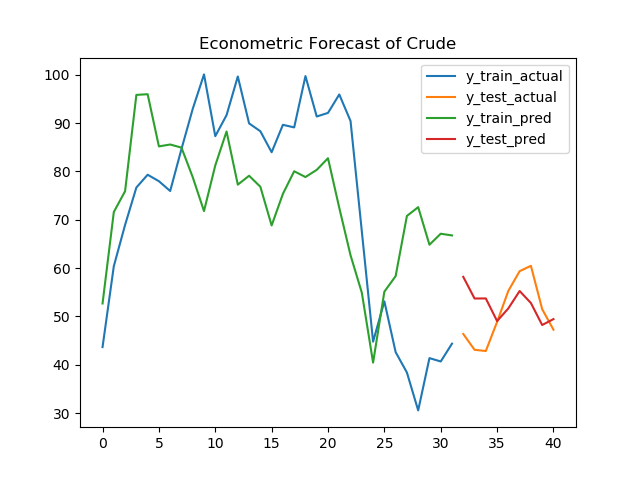 Econometric Forecast of Crude
y_train_actual
y_test_actual
y_train_pred
y_test_pred
100
90
80
70
60
50
40
30
0 5 10 15 20 25 30 35 40